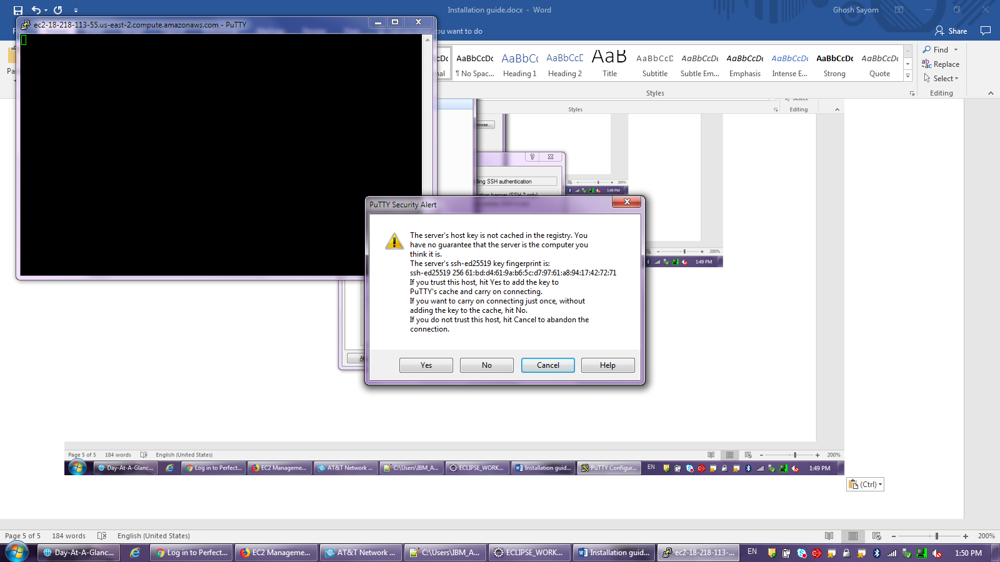 Installation guide.docx - Word
Ghosh Sayom
ec2-18-218-113-55.us-east-2.compute.amazonaws.com - PuTTY
you want to do
Share
AaBbCcDc AaBbCcDc AaBbCc AaBbCcD AaB AaBbCcD AaBbCcDc AaBbCcDc AaBbCcDc AaBbCcDc AaBbCcDc
¶ No Spac... Heading 1 Heading 2 Title Subtitle Subtle Em... Emphasis Intense E... Strong Quote
Styles
Find
Replace
Select
Editing
Styles
Editing
ling SSH authentication
200%
1:49 PM
200%
1:49 PM
PuTTY Security Alert
The server's host key is not cached in the registry. You
have no guarantee that the server is the computer you
think it is.
The server's ssh-ed25519 key fingerprint is:
ssh-ed25519 256 61:bd:d4:61:9a:b6:5c:d7:97:61:a8:94:17:42:72:71
If you trust this host, hit Yes to add the key to
PuTTY's cache and carry on connecting.
If you want to carry on connecting just once, without
adding the key to the cache, hit No.
If you do not trust this host, hit Cancel to abandon the
connection.
Yes No Cancel Help
Page 5 of 5 184 words English (United States) 200%
Day-At-A-Glanc... Log in to Perfect... EC2 Manageme... AT&T Network ... C:\Users\IBM_A... ECLIPSE_WORK... Installation guid... PuTTY Configur... EN 1:49 PM
(Ctrl)
Page 5 of 5 184 words English (United States) 200%
Day-At-A-Glanc... Log in to Perfect... EC2 Manageme... AT&T Network ... C:\Users\IBM_A... ECLIPSE_WORK... Installation guid... ec2-18-218-113-... EN 1:50 PM